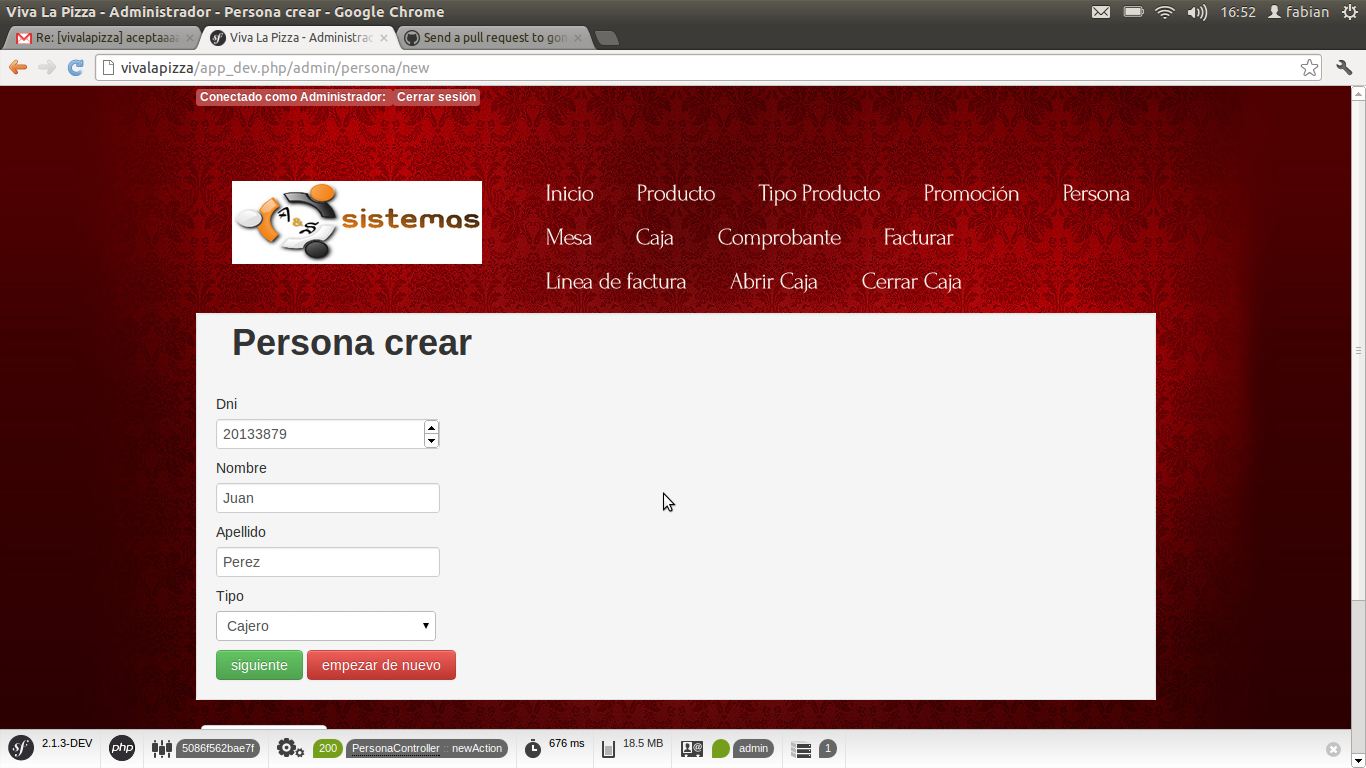 Viva La Pizza - Administrador - Persona crear - Google Chrome
16:52
fabian
Re: [vivalapizza] aceptaaaa
Viva La Pizza - Administrac
Send a pull request to gon
vivalapizza/app_dev.php/admin/persona/new
Conectado como Administrador: Cerrar sesión
A & S sistemas
Inicio Producto Tipo Producto Promoción Persona
Mesa Caja Comprobante Facturar
Línea de factura Abrir Caja Cerrar Caja
Persona crear
Dni
20133879
Nombre
Juan
Apellido
Perez
Tipo
Cajero
siguiente empezar de nuevo
sf 2.1.3-DEV php 5086f562bae7f 200 PersonaController :: newAction 676 ms 18.5 MB admin 1